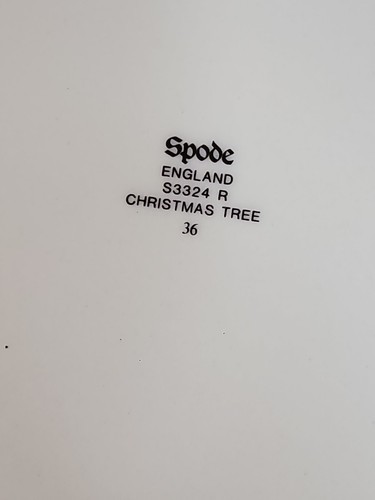 Spode
ENGLAND
S3324 R
CHRISTMAS TREE
36